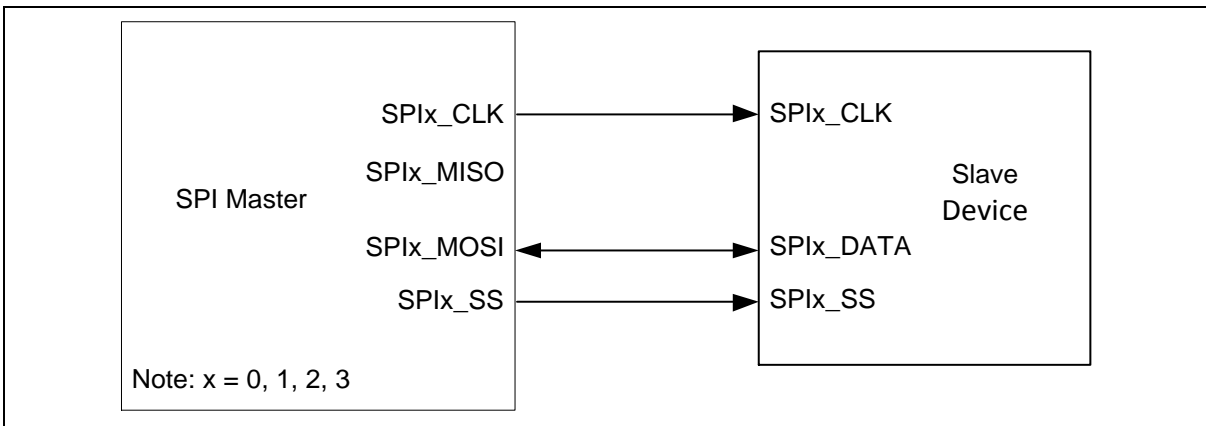 SPI Master
SPIx_CLK
SPIx_MISO
SPIx_MOSI
SPIx_SS
Note: x = 0, 1, 2, 3
SPIx_CLK
Slave
Device
SPIx_DATA
SPIx_SS